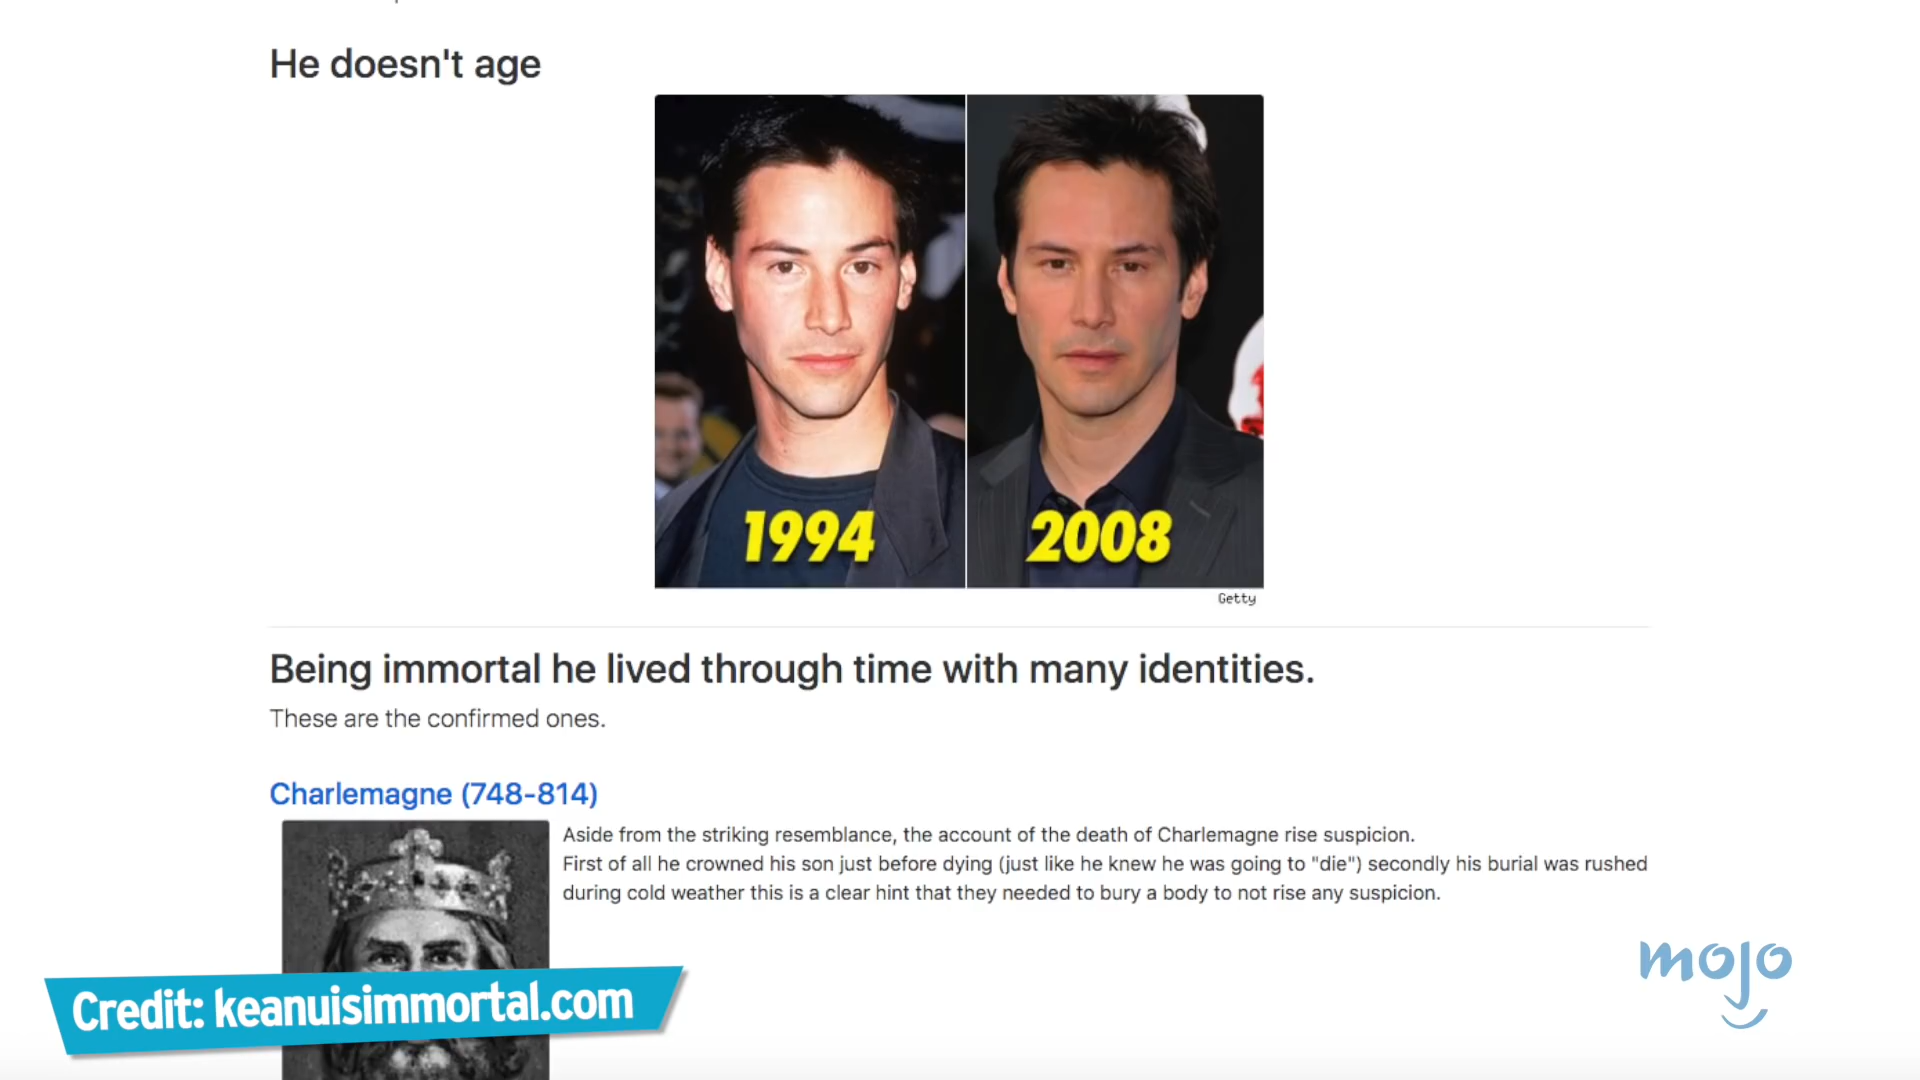 He doesn't age
1994
2008
Getty
Being immortal he lived through time with many identities.
These are the confirmed ones.
Charlemagne (748-814)
Aside from the striking resemblance, the account of the death of Charlemagne rise suspicion.
First of all he crowned his son just before dying (just like he knew he was going to "die") secondly his burial was rushed
during cold weather this is a clear hint that they needed to bury a body to not rise any suspicion.
Credit: keanuisimmortal.com
mojo